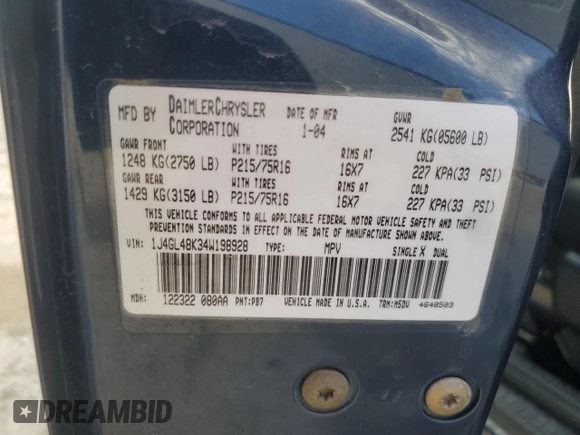 MFD BY DAIMLERCHRYSLER CORPORATION DATE OF MFR 1-04 GVWR 2541 KG(05600 LB)
GAWR FRONT WITH TIRES RIMS AT COLD
1248 KG(2750 LB) P215/75R16 16X7 227 KPA(33 PSI)
GAWR REAR WITH TIRES RIMS AT COLD
1429 KG(3150 LB) P215/75R16 16X7 227 KPA(33 PSI)
THIS VEHICLE CONFORMS TO ALL APPLICABLE FEDERAL MOTOR VEHICLE SAFETY AND THEFT
PREVENTION STANDARDS IN EFFECT ON THE DATE OF MANUFACTURE SHOWN ABOVE.
VIN: 1J4GL48K34W198928 TYPE: MPV SINGLE X DUAL
MDH: 122322 080AA PNT: PB7 VEHICLE MADE IN U.S.A. TRM: MSDV 4648503
DREAMBID